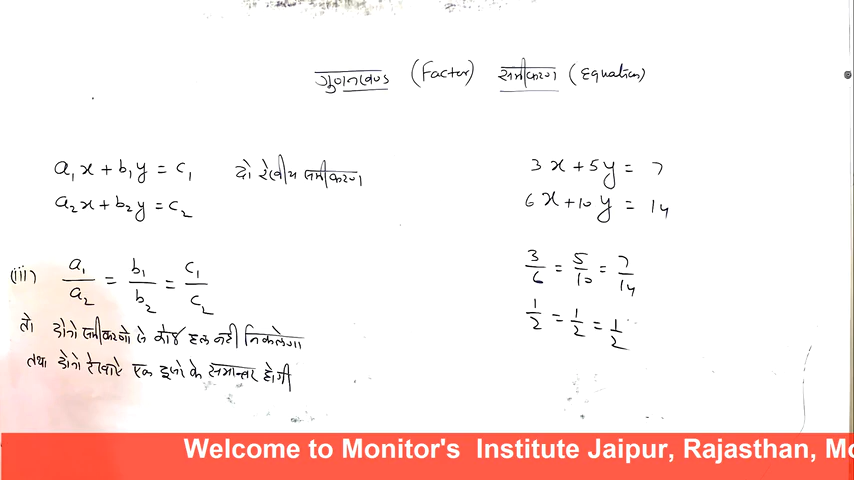 गुणनखण्ड (Factor) समीकरण (Equation)
a₁x + b₁y = c₁ दो रेखीय समीकरण
a₂x + b₂y = c₂
(iii) a₁/a₂ = b₁/b₂ = c₁/c₂
तो दोनो समीकरणो से कोई हल नही निकलेगा
तथा दोनो रेखाऐ एक दूसरे के समान्तर होगी
3x + 5y = 7
6x + 10y = 14
3/6 = 5/10 = 7/14
1/2 = 1/2 = 1/2
Welcome to Monitor's Institute Jaipur, Rajasthan, Mo